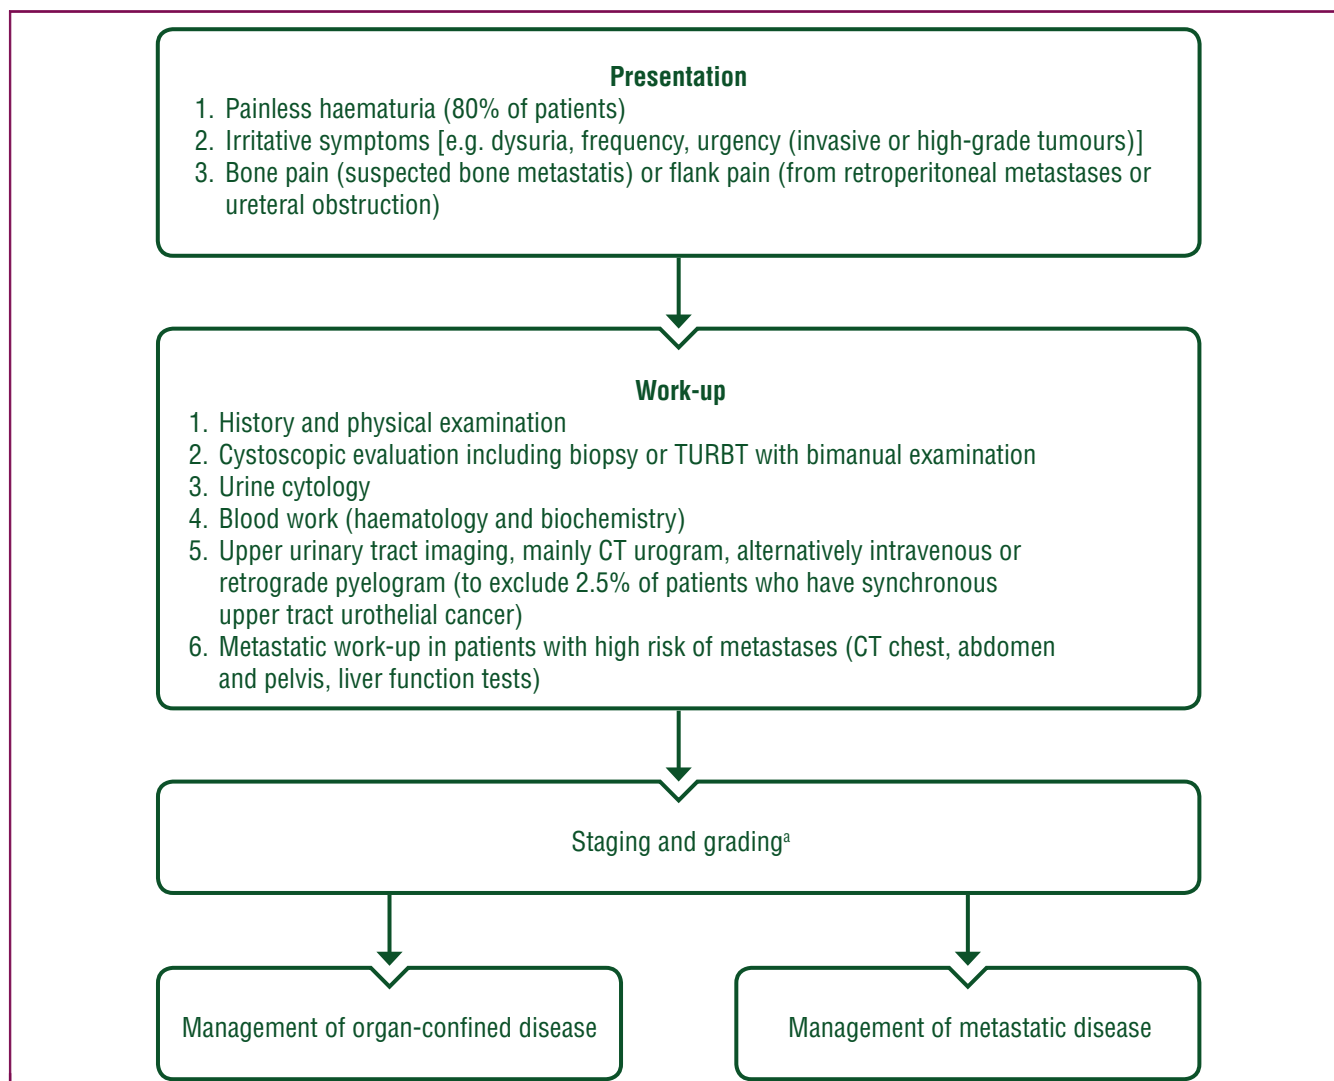 Presentation
1. Painless haematuria (80% of patients)
2. Irritative symptoms [e.g. dysuria, frequency, urgency (invasive or high-grade tumours)]
3. Bone pain (suspected bone metastatis) or flank pain (from retroperitoneal metastases or
ureteral obstruction)
Work-up
1. History and physical examination
2. Cystoscopic evaluation including biopsy or TURBT with bimanual examination
3. Urine cytology
4. Blood work (haematology and biochemistry)
5. Upper urinary tract imaging, mainly CT urogram, alternatively intravenous or
retrograde pyelogram (to exclude 2.5% of patients who have synchronous
upper tract urothelial cancer)
6. Metastatic work-up in patients with high risk of metastases (CT chest, abdomen
and pelvis, liver function tests)
Staging and gradingᵃ
Management of organ-confined disease
Management of metastatic disease